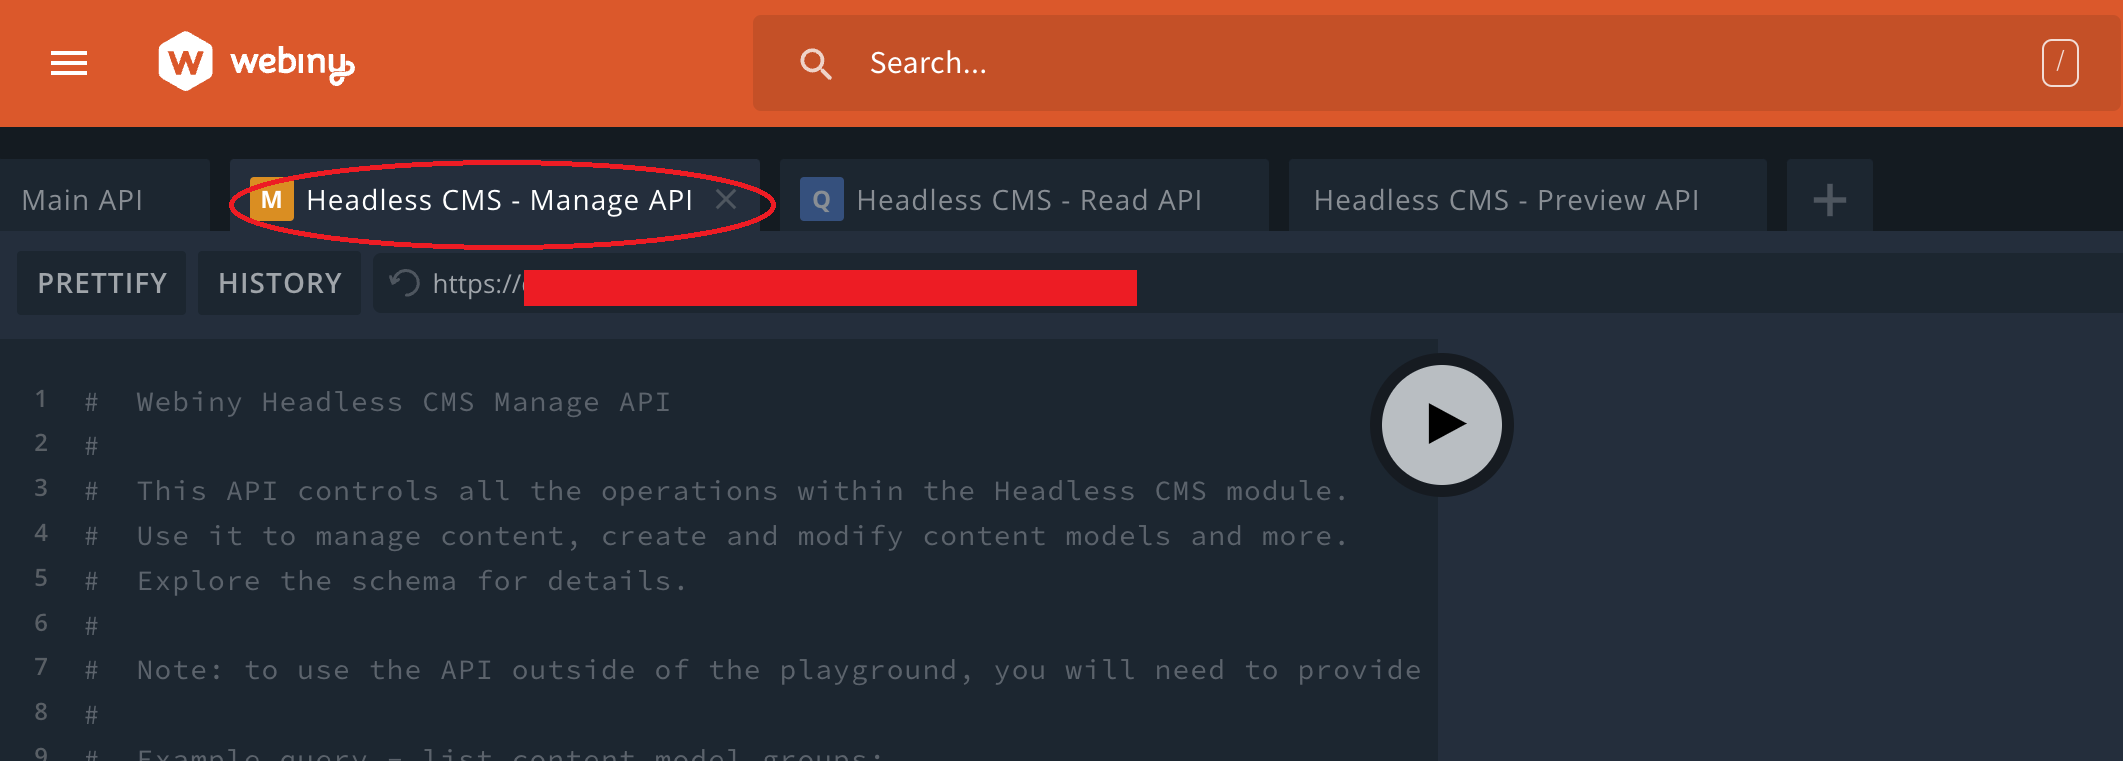 W webiny Search... /
Main API M Headless CMS - Manage API Q Headless CMS - Read API Headless CMS - Preview API +
PRETTIFY HISTORY https://
1 # Webiny Headless CMS Manage API
2 #
3 # This API controls all the operations within the Headless CMS module.
4 # Use it to manage content, create and modify content models and more.
5 # Explore the schema for details.
6 #
7 # Note: to use the API outside of the playground, you will need to provide
8 #
9 # Example query - list content model groups: